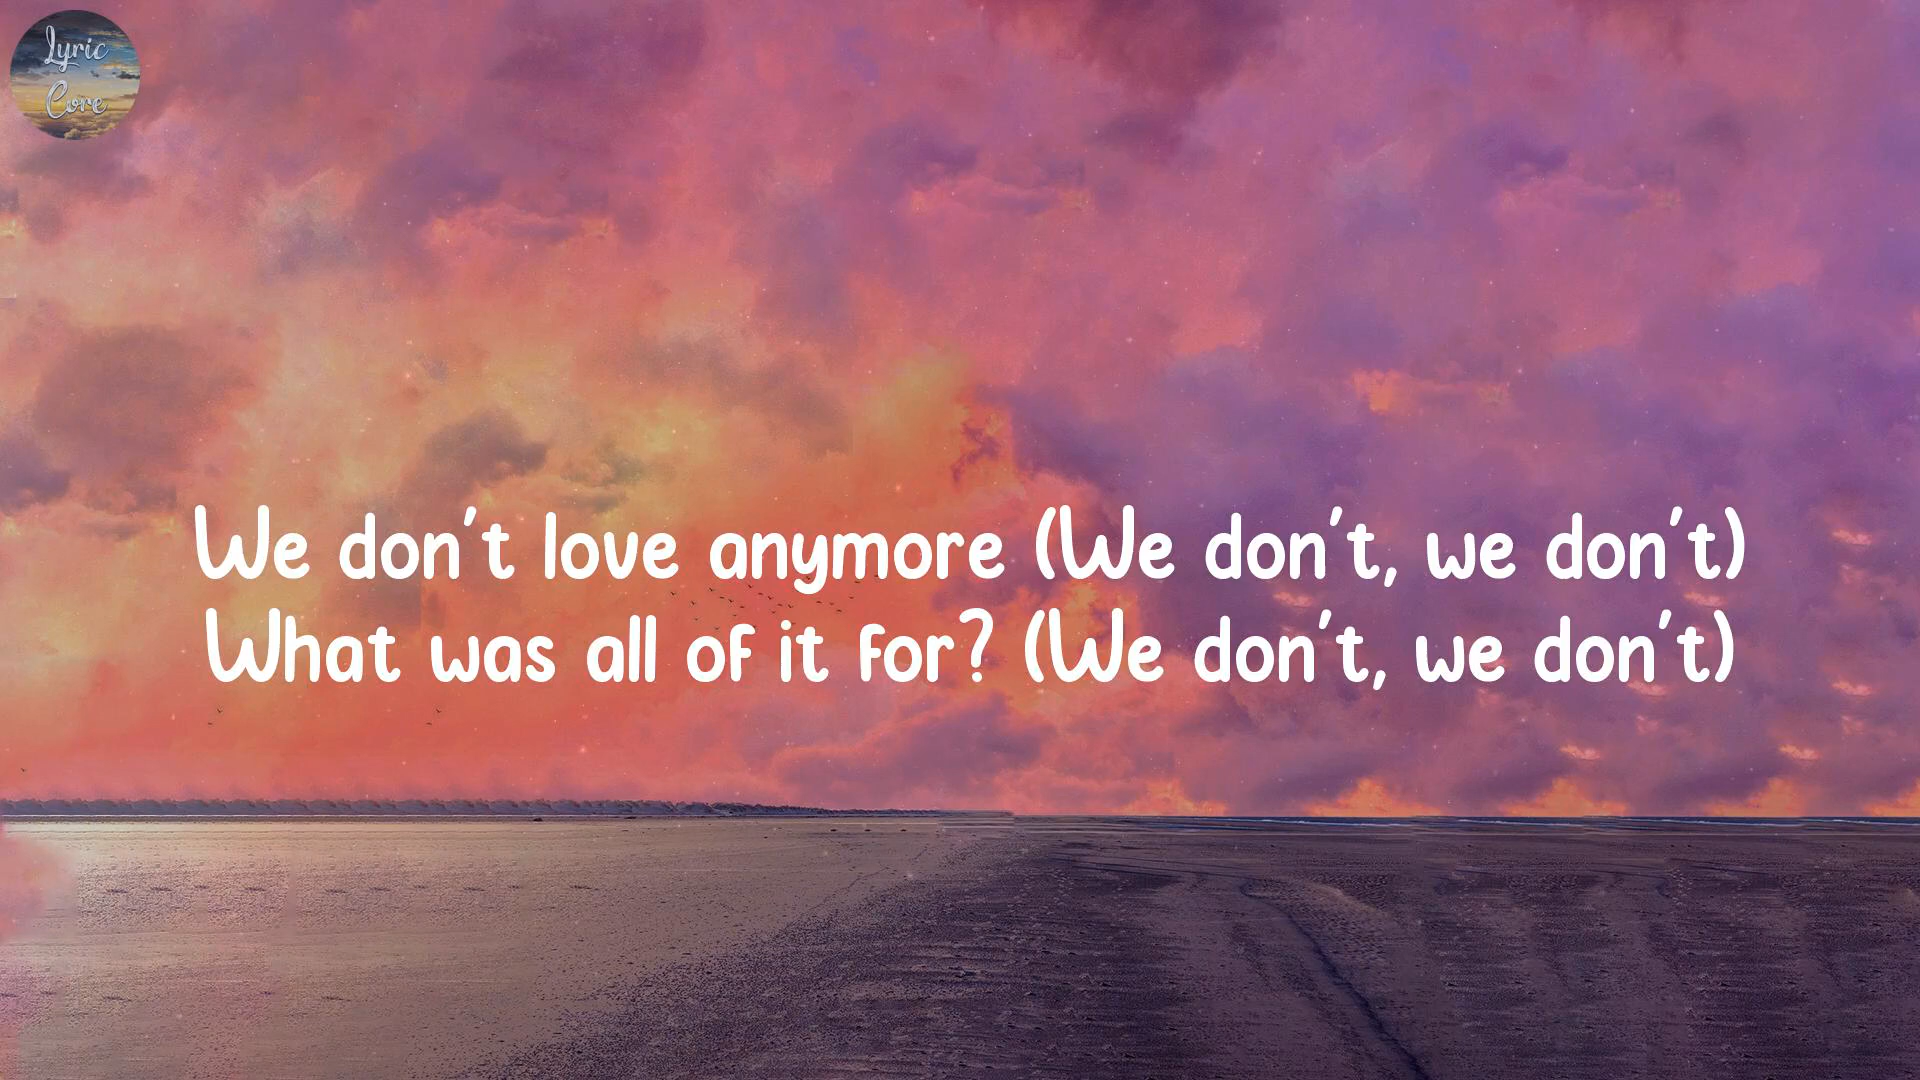 Lyric
Core
We don't love anymore (We don't, we don't)
What was all of it for? (We don't, we don't)